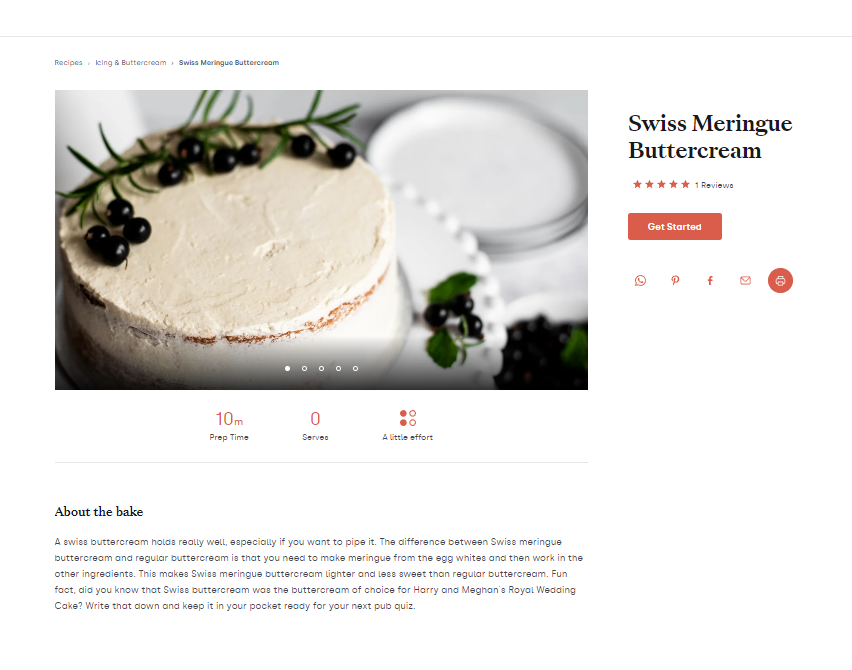 Recipes › Icing & Buttercream › Swiss Meringue Buttercream
Swiss Meringue
Buttercream
1 Reviews
Get Started
10m
Prep Time
0
Serves
A little effort
About the bake
A swiss buttercream holds really well, especially if you want to pipe it. The difference between Swiss meringue
buttercream and regular buttercream is that you need to make meringue from the egg whites and then work in the
other ingredients. This makes Swiss meringue buttercream lighter and less sweet than regular buttercream. Fun
fact, did you know that Swiss buttercream was the buttercream of choice for Harry and Meghan's Royal Wedding
Cake? Write that down and keep it in your pocket ready for your next pub quiz.